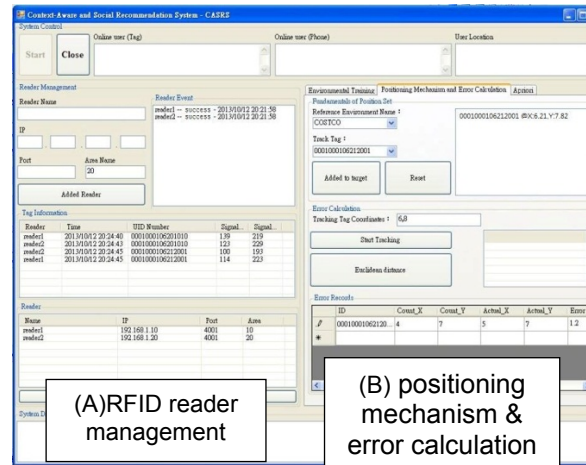 Context-Aware and Social Recommendation System - CASRS
System Control
Start
Close
Online user (Tag)
Online user (Phone)
User Location
Reader Management
Reader Name
IP
Port
Area Name
20
Added Reader
Reader Event
reader1 -- success - 2013/10/12 20:21:58
reader2 -- success - 2013/10/12 20:21:58
Tag Information
Reader Time UID Number Signal... Signal...
reader1 2013/10/12 20:24:40 0001000106201010 139 219
reader2 2013/10/12 20:24:43 0001000106201010 123 229
reader2 2013/10/12 20:24:45 0001000106212001 100 193
reader1 2013/10/12 20:24:45 0001000106212001 114 223
Reader
Name IP Port Area
reader1 192.168.1.10 4001 10
reader2 192.168.1.20 4001 20
(A)RFID reader
management
System D
Environmental Training
Positioning Mechanism and Error Calculation
Apriori
Fundamentals of Position Set
Reference Environment Name :
COSTCO
Track Tag :
0001000106212001
Added to target
Reset
0001000106212001 @X:6.21,Y:7.82
Error Calculation
Tracking Tag Coordinates : 6,8
Start Tracking
Euclidean distance
Error Records
ID Count_X Count_Y Actual_X Actual_Y Error
00010001062120... 4 7 5 7 1.2
(B) positioning
mechanism &
error calculation